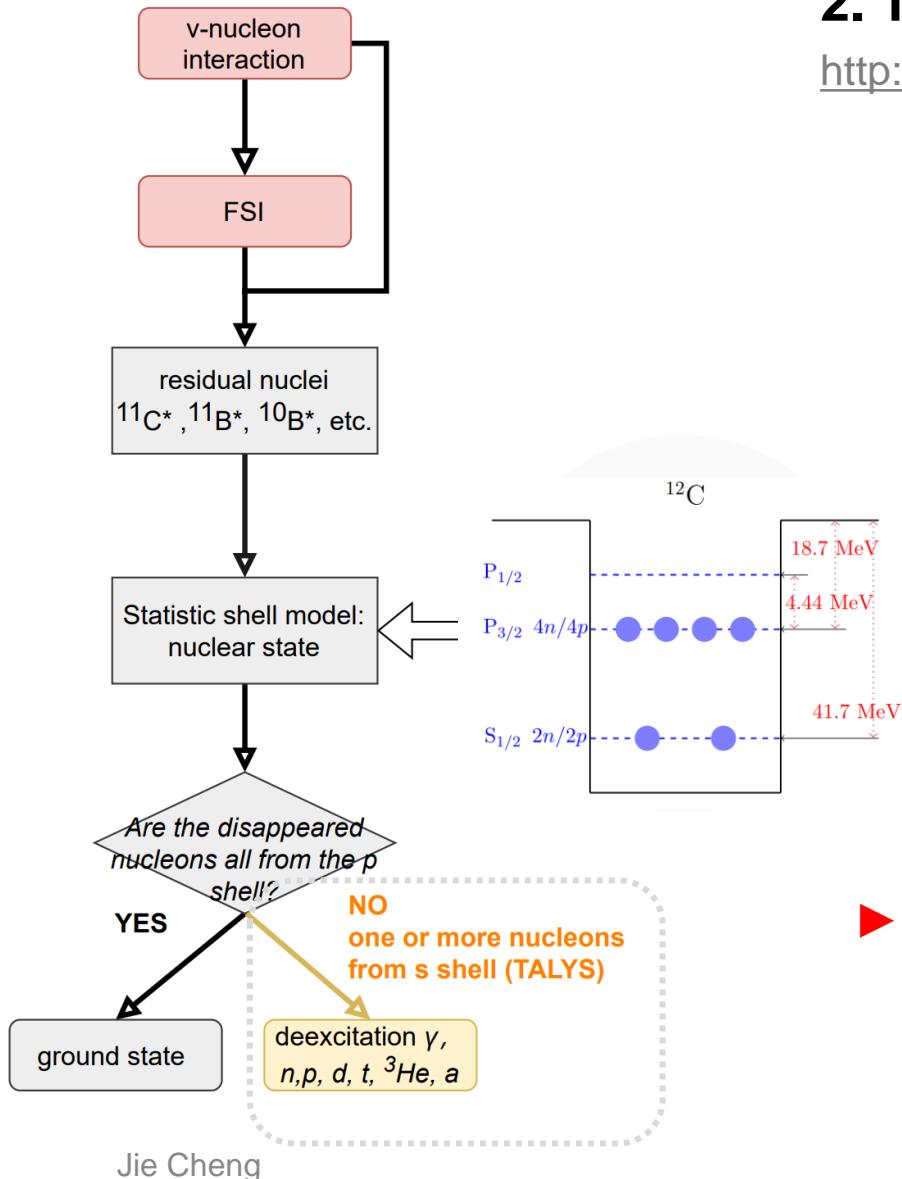 2. T
http:
v-nucleon
interaction
FSI
residual nuclei
¹¹C* ,¹¹B*, ¹⁰B*, etc.
Statistic shell model:
nuclear state
¹²C
P₁/₂
P₃/₂ 4n/4p
S₁/₂ 2n/2p
18.7 MeV
4.44 MeV
41.7 MeV
Are the disappeared
nucleons all from the p
shell?
YES
NO
one or more nucleons
from s shell (TALYS)
ground state
deexcitation γ,
n,p, d, t, ³He, a
Jie Cheng